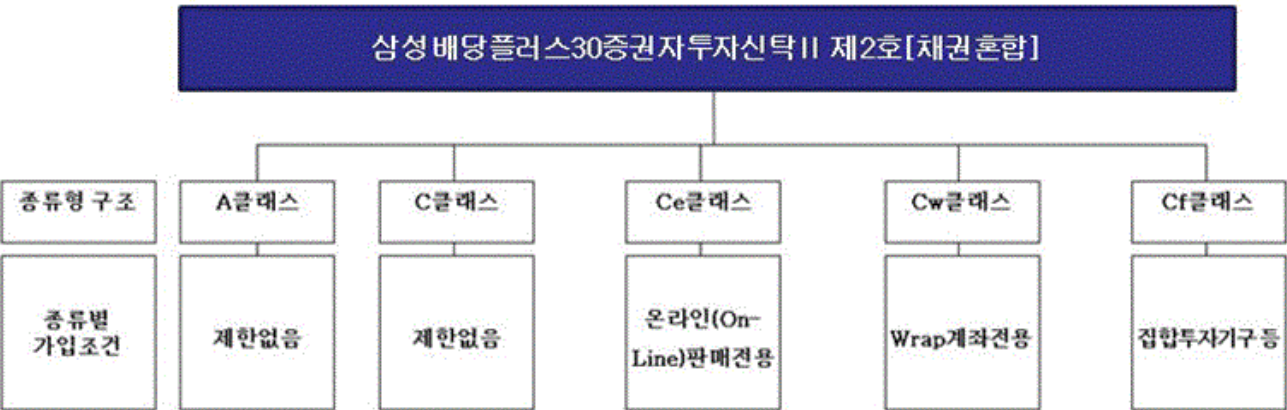 삼성배당플러스30증권자투자신탁II 제2호[채권혼합]
종류형 구조
A클래스
C클래스
Ce클래스
Cw클래스
Cf클래스
종류별
가입조건
제한없음
제한없음
온라인(On-
Line)판매전용
Wrap계좌전용
집합투자기구등